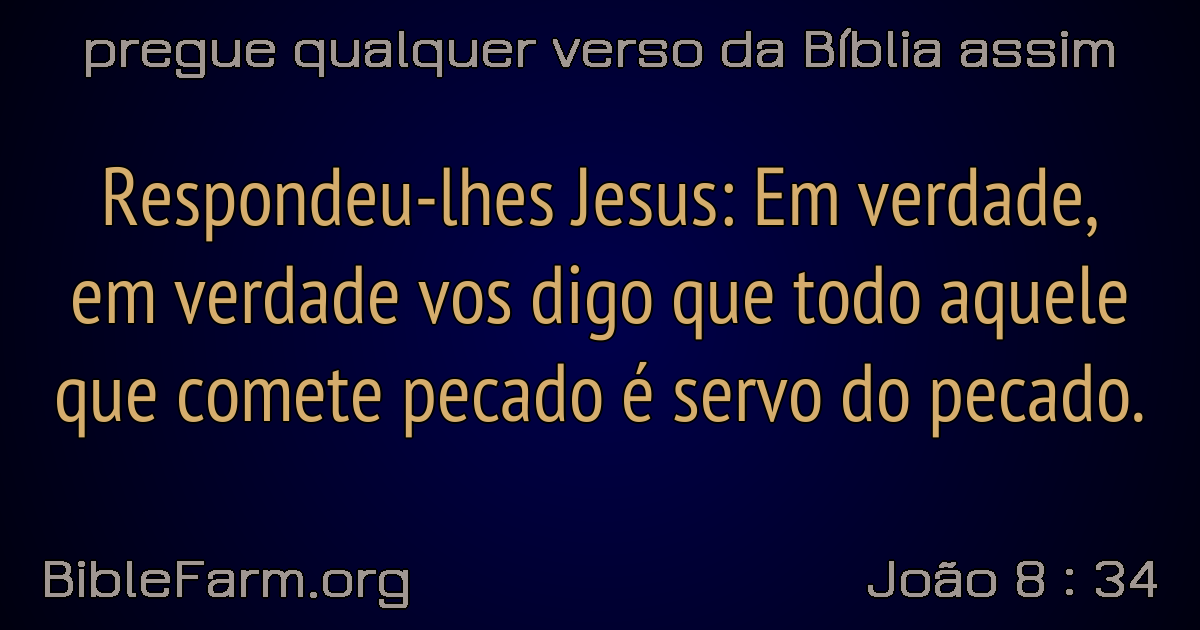 pregue qualquer verso da Bíblia assim
Respondeu-lhes Jesus: Em verdade,
em verdade vos digo que todo aquele
que comete pecado é servo do pecado.
BibleFarm.org
João 8 : 34